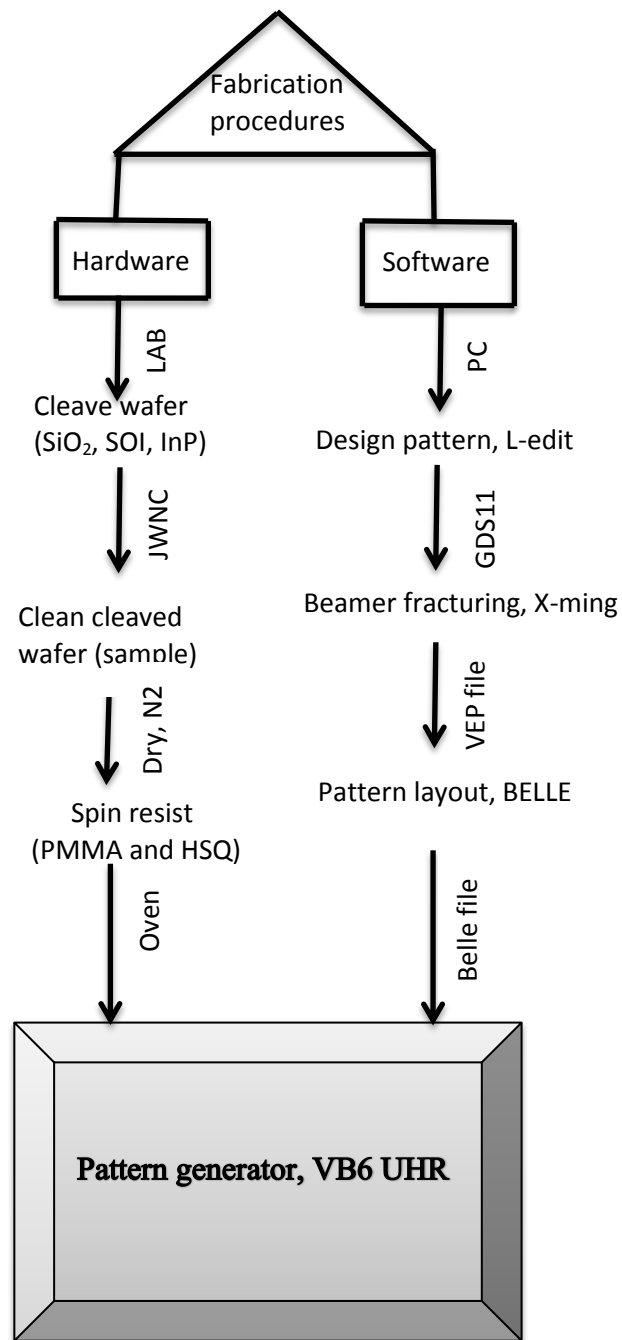 Fabrication
procedures
Hardware
Software
LAB
PC
Cleave wafer
(SiO₂, SOI, InP)
Design pattern, L-edit
JWNC
GDS11
Clean cleaved
wafer (sample)
Beamer fracturing, X-ming
Dry, N2
VEP file
Spin resist
(PMMA and HSQ)
Pattern layout, BELLE
Oven
Belle file
Pattern generator, VB6 UHR